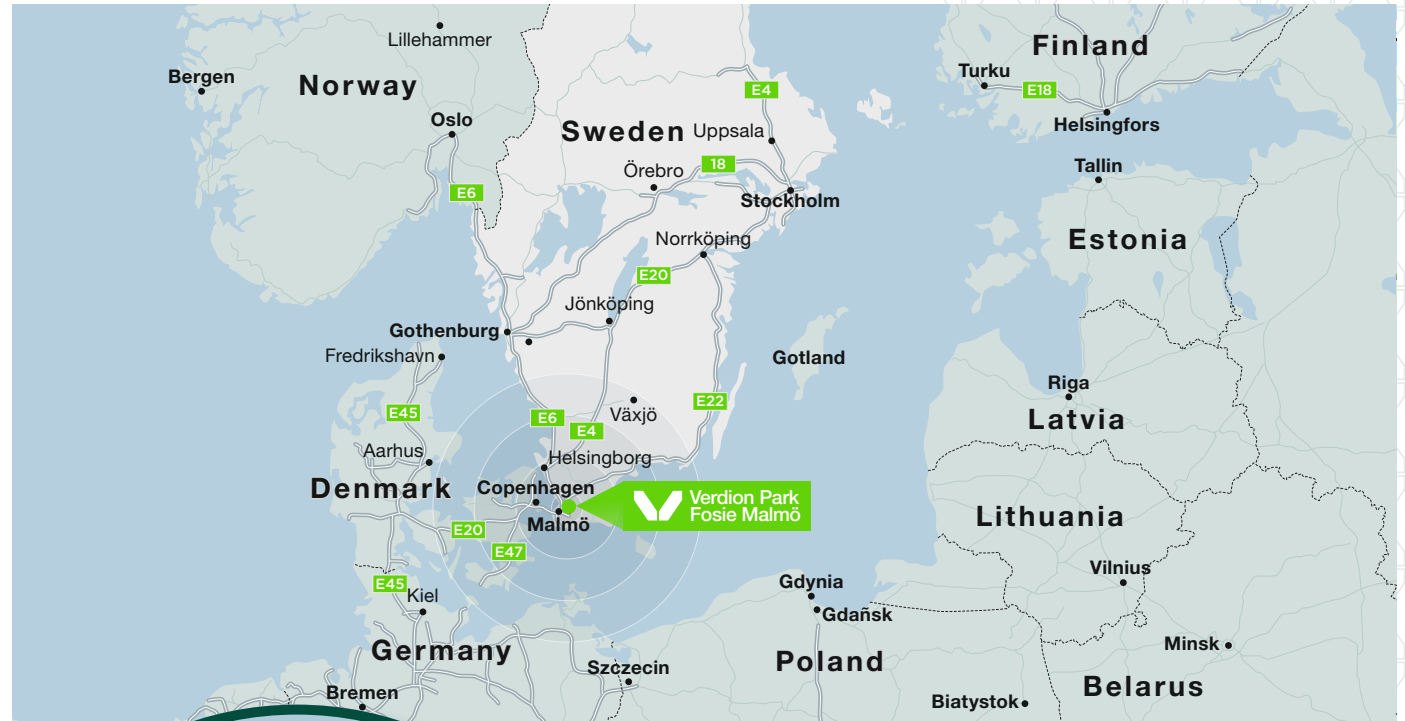 Lillehammer
Finland
Bergen
Norway
Turku
E4
E18
Oslo
Helsingfors
Sweden
Uppsala
18
Örebro
Tallin
E6
Stockholm
Norrköping
Estonia
E20
Jönköping
Gothenburg
Fredrikshavn
Gotland
Riga
E45
E6
Växjö
E22
Latvia
E4
Aarhus
Helsingborg
Denmark
Copenhagen
Verdion Park
Fosie Malmö
Malmö
Lithuania
E20
E47
Vilnius
E45
Kiel
Gdynia
Gdañsk
Minsk
Germany
Szczecin
Poland
Bremen
Belarus
Biatystok